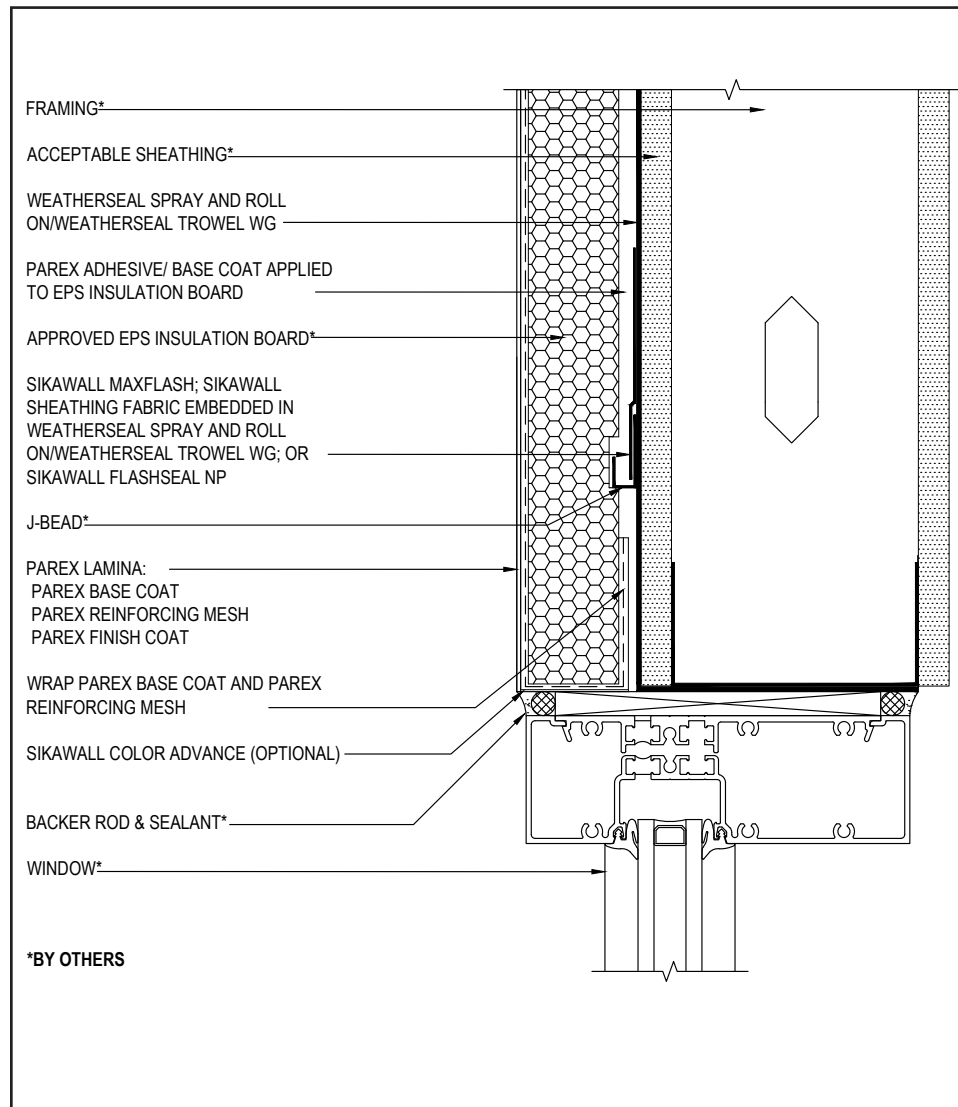 FRAMING*
ACCEPTABLE SHEATHING*
WEATHERSEAL SPRAY AND ROLL
ON/WEATHERSEAL TROWEL WG
PAREX ADHESIVE/ BASE COAT APPLIED
TO EPS INSULATION BOARD
APPROVED EPS INSULATION BOARD*
SIKAWALL MAXFLASH; SIKAWALL
SHEATHING FABRIC EMBEDDED IN
WEATHERSEAL SPRAY AND ROLL
ON/WEATHERSEAL TROWEL WG; OR
SIKAWALL FLASHSEAL NP
J-BEAD*
PAREX LAMINA:
PAREX BASE COAT
PAREX REINFORCING MESH
PAREX FINISH COAT
WRAP PAREX BASE COAT AND PAREX
REINFORCING MESH
SIKAWALL COLOR ADVANCE (OPTIONAL)
BACKER ROD & SEALANT*
WINDOW*
*BY OTHERS